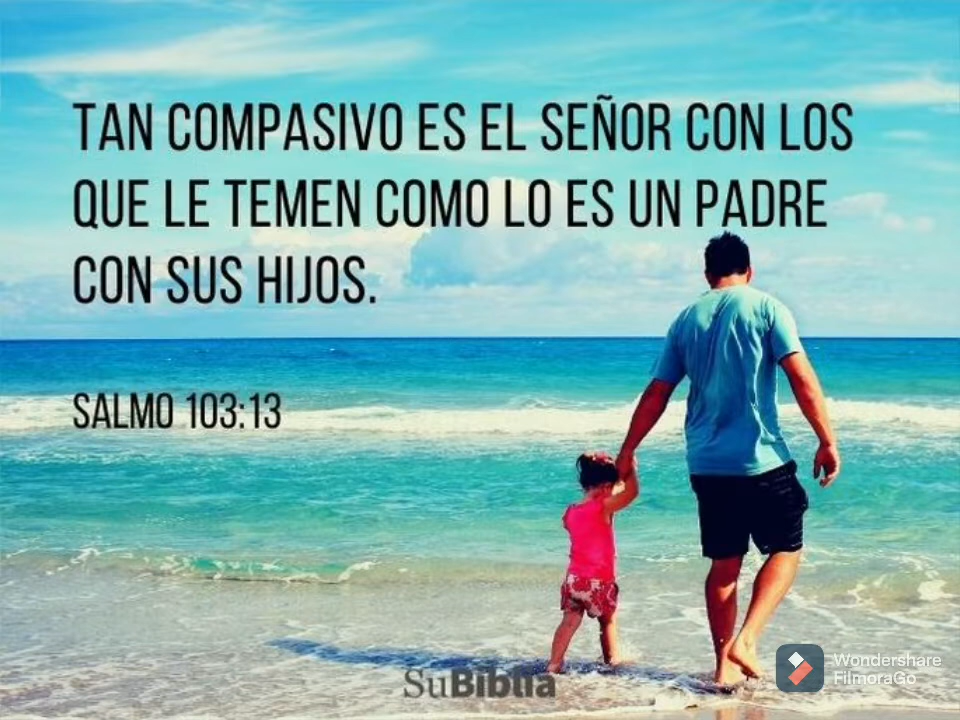 TAN COMPASIVO ES EL SEÑOR CON LOS
QUE LE TEMEN COMO LO ES UN PADRE
CON SUS HIJOS.
SALMO 103:13
SuBiblia
Wondershare
FilmoraGo